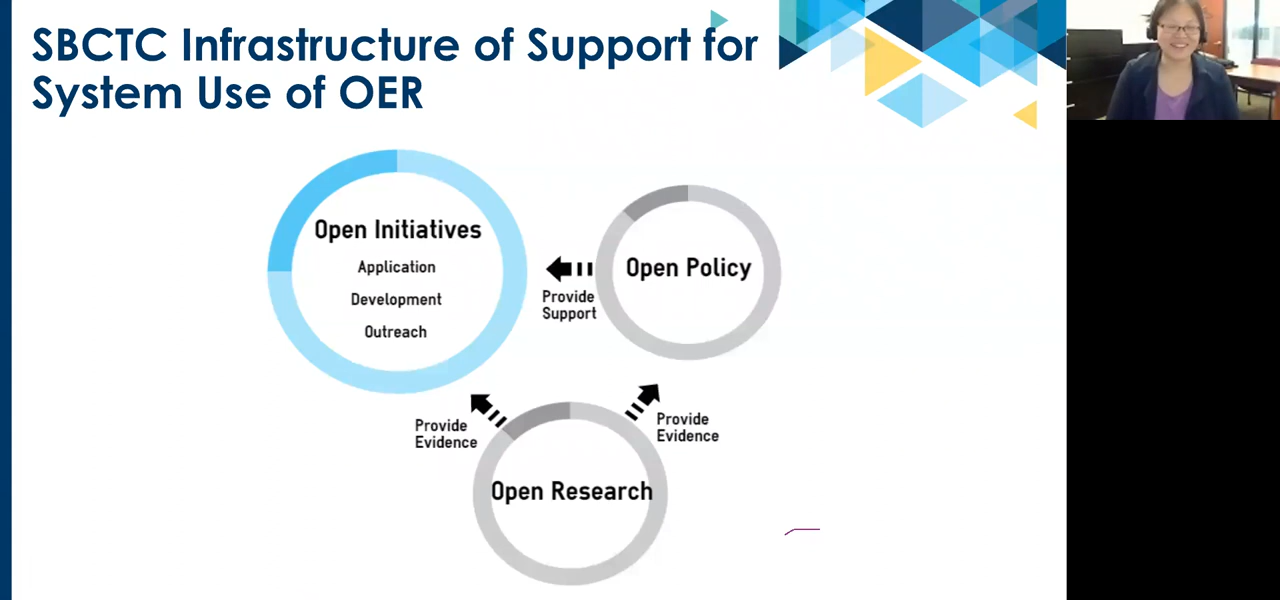 SBCTC Infrastructure of Support for
System Use of OER
Open Initiatives
Application
Development
Outreach
Provide
Support
Open Policy
Provide
Evidence
Provide
Evidence
Open Research